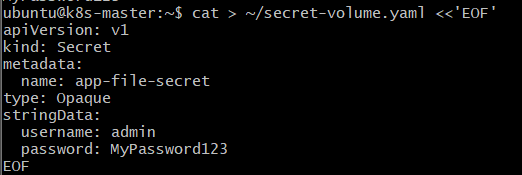 ubuntu@k8s-master:~$ cat > ~/secret-volume.yaml <<'EOF'
apiVersion: v1
kind: Secret
metadata:
  name: app-file-secret
type: Opaque
stringData:
  username: admin
  password: MyPassword123
EOF